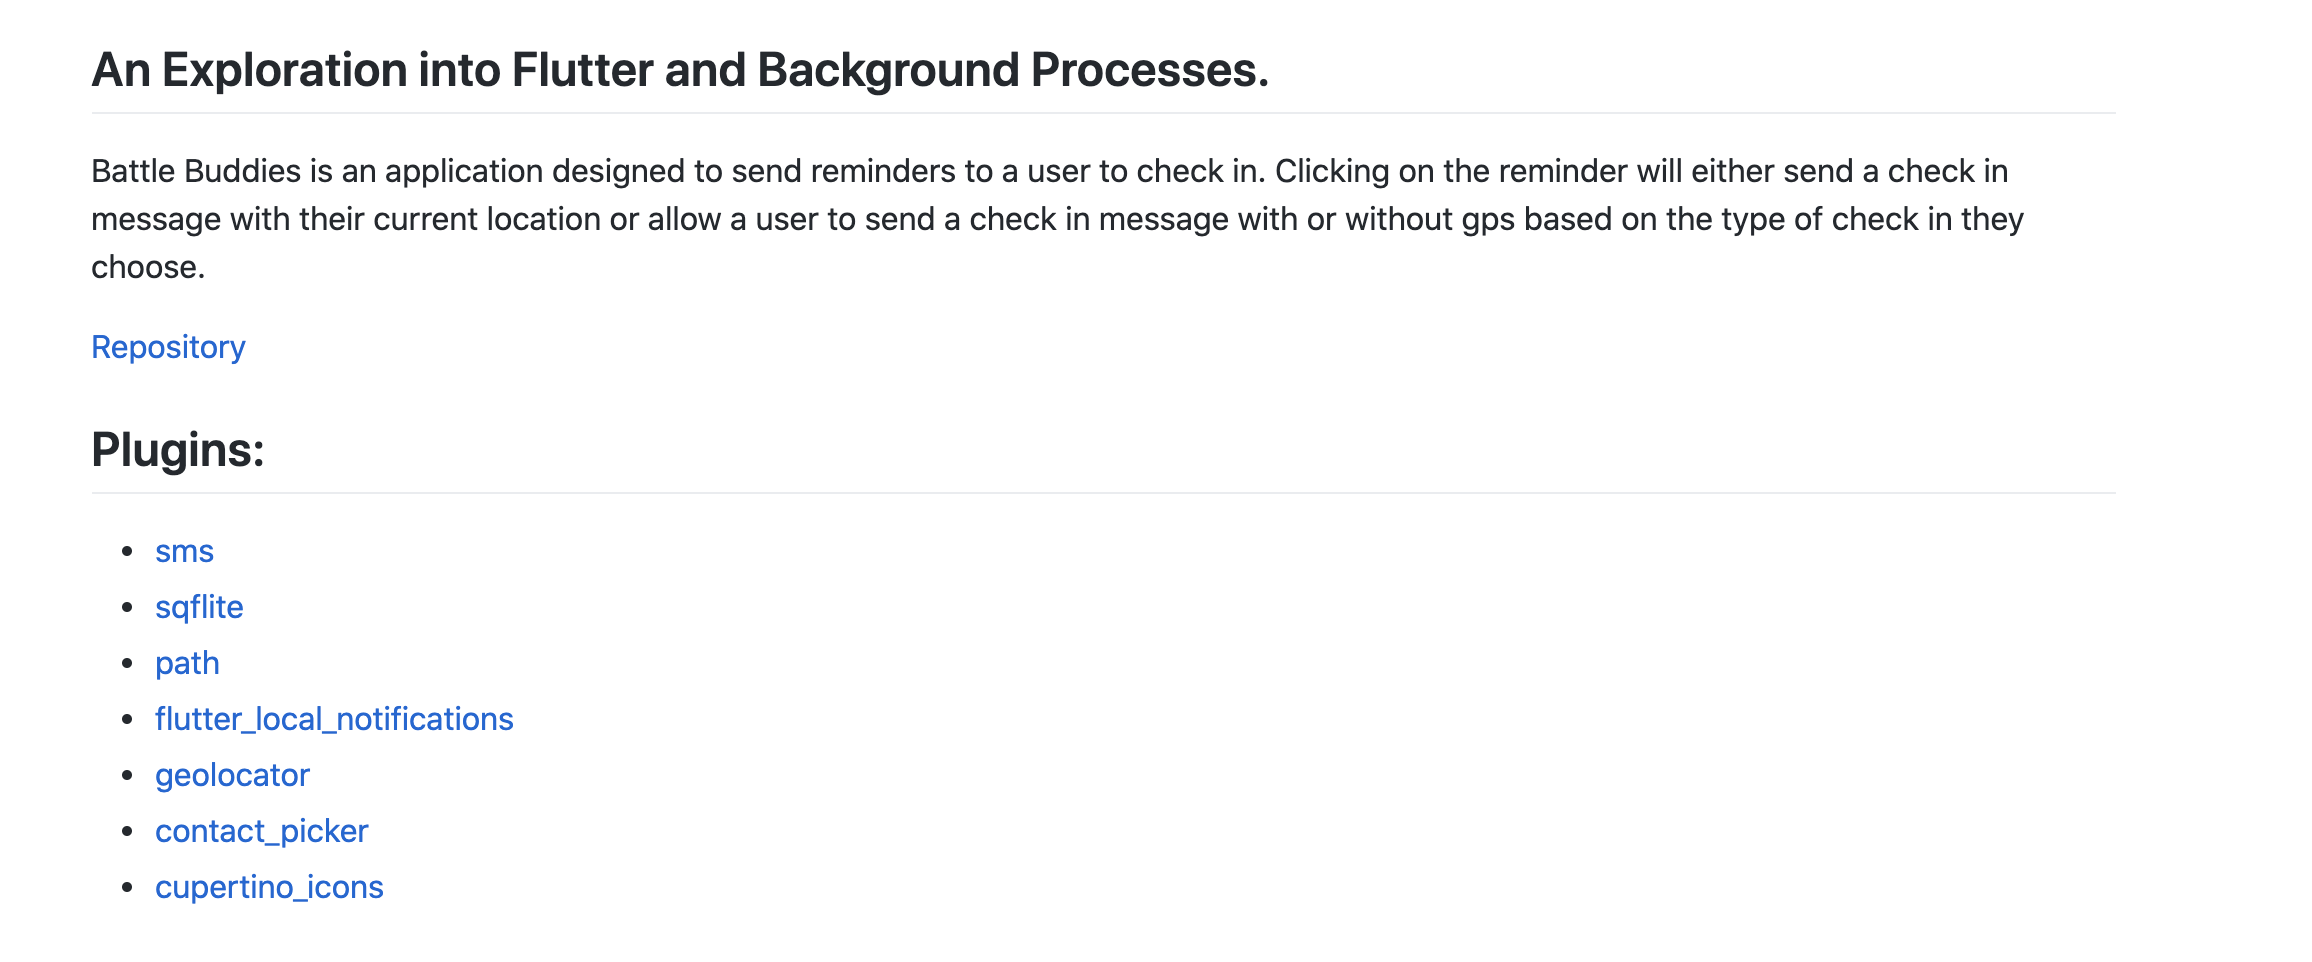 An Exploration into Flutter and Background Processes.
Battle Buddies is an application designed to send reminders to a user to check in. Clicking on the reminder will either send a check in
message with their current location or allow a user to send a check in message with or without gps based on the type of check in they
choose.
Repository
Plugins:
sms
sqflite
path
flutter_local_notifications
geolocator
contact_picker
cupertino_icons